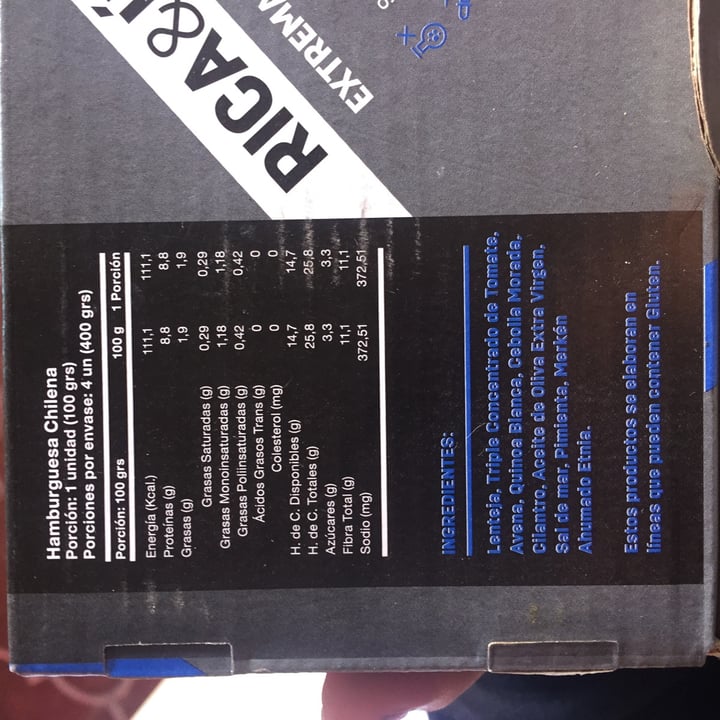 RICA&
EXTREMA
Hamburguesa Chilena
Porción: 1 unidad (100 grs)
Porciones por envase: 4 un (400 grs)
Porción: 100 grs 100 g 1 Porción
Energía (Kcal.) 111,1 111,1
Proteínas (g) 8,8 8,8
Grasas (g) 1,9 1,9
Grasas Saturadas (g) 0,29 0,29
Grasas Monoinsaturadas (g) 1,18 1,18
Grasas Poliinsaturadas (g) 0,42 0,42
Ácidos Grasos Trans (g) 0 0
Colesterol (mg) 0 0
H. de C. Disponibles (g) 14,7 14,7
H. de C. Totales (g) 25,8 25,8
Azúcares (g) 3,3 3,3
Fibra Total (g) 11,1 11,1
Sodio (mg) 372,51 372,51
INGREDIENTES:
Lenteja, Triple Concentrado de Tomate,
Avena, Quinoa Blanca, Cebolla Morada,
Cilantro, Aceite de Oliva Extra Virgen,
Sal de mar, Pimienta, Merkén
Ahumado Etnia.
Estos productos se elaboran en
líneas que pueden contener Gluten.